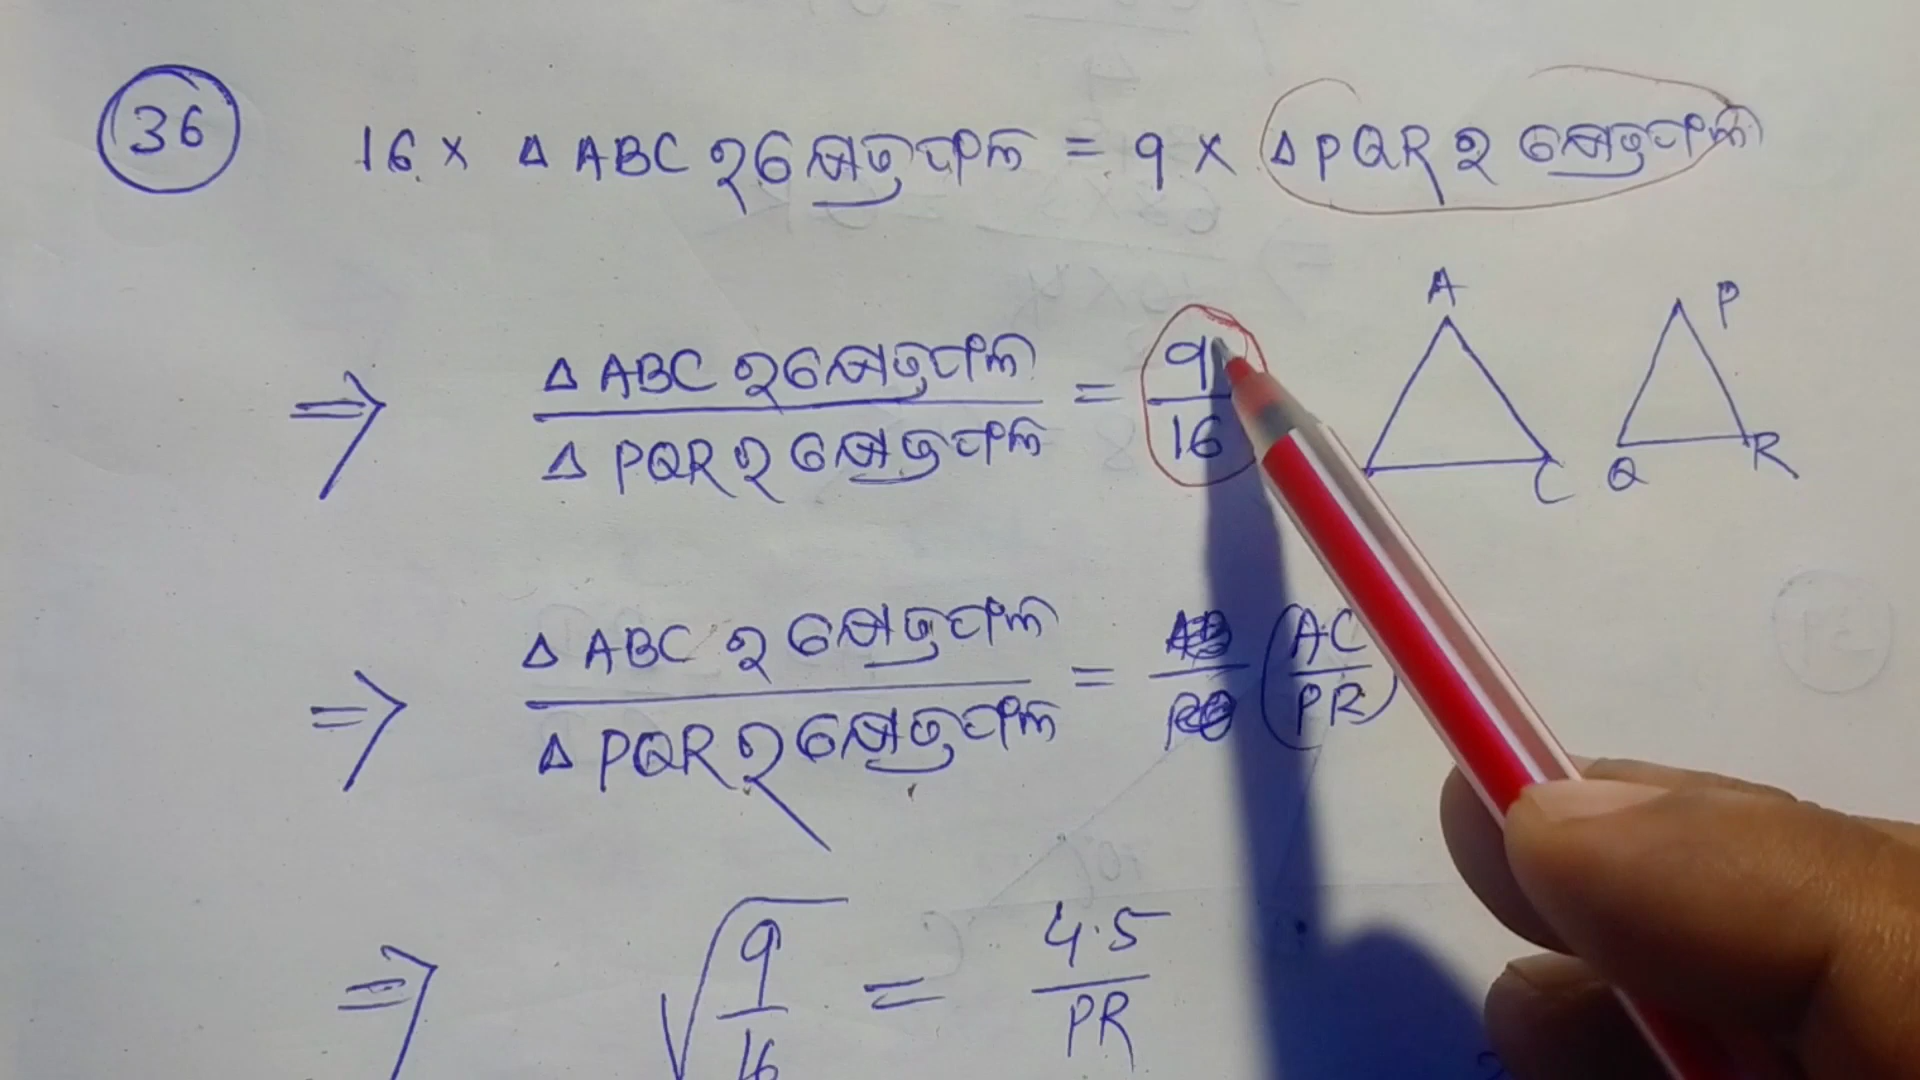 36 16 × Δ ABC ର କ୍ଷେତ୍ରଫଳ = 9 × Δ PQR ର କ୍ଷେତ୍ରଫଳ
A P
⇒ Δ ABC ର କ୍ଷେତ୍ରଫଳ / Δ PQR ର କ୍ଷେତ୍ରଫଳ = 9/16
C Q R
⇒ Δ ABC ର କ୍ଷେତ୍ରଫଳ / Δ PQR ର କ୍ଷେତ୍ରଫଳ = (AC/PR)
⇒ √(9/16) = 4.5/PR